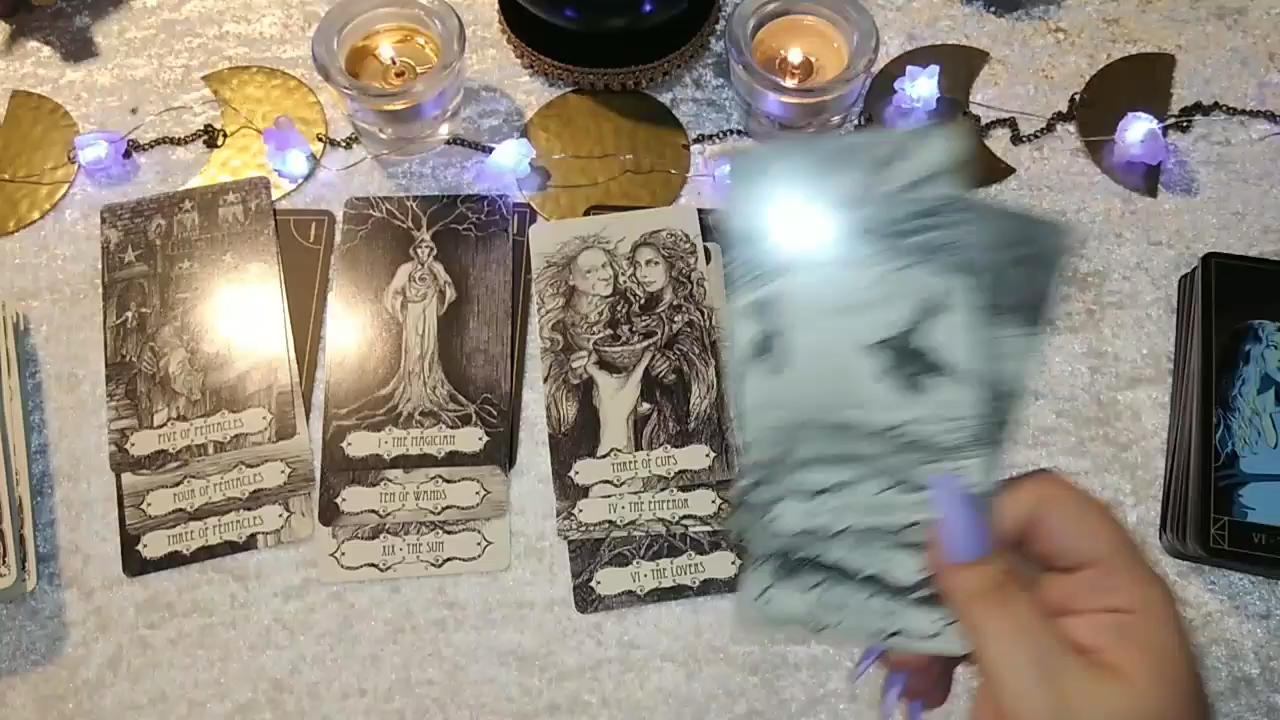 FIVE OF PENTACLES
FOUR OF PENTACLES
THREE OF PENTACLES
I • THE MAGICIAN
TEN OF WANDS
XIX • THE SUN
THREE OF CUPS
IV • THE EMPEROR
VI • THE LOVERS
VI